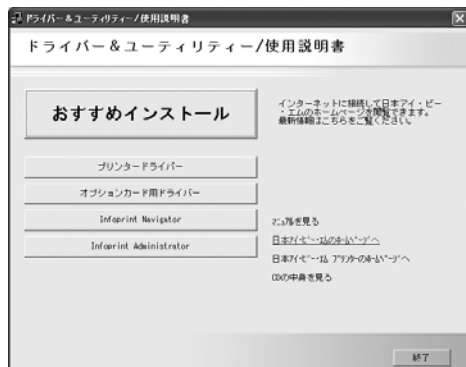 ドライバー&ユーティリティー/使用説明書
ドライバー&ユーティリティー/使用説明書
おすすめインストール
インターネットに接続して日本アイ・ビー
・エムのホームページを閲覧できます。
最新情報はこちらをご覧ください。
プリンタードライバー
オプションカード用ドライバー
Infoprint Navigator
Infoprint Administrator
マニュアルを見る
日本アイ・ビー・エムのホームページへ
日本アイ・ビー・エム プリンターのホームページへ
CDの中身を見る
終了